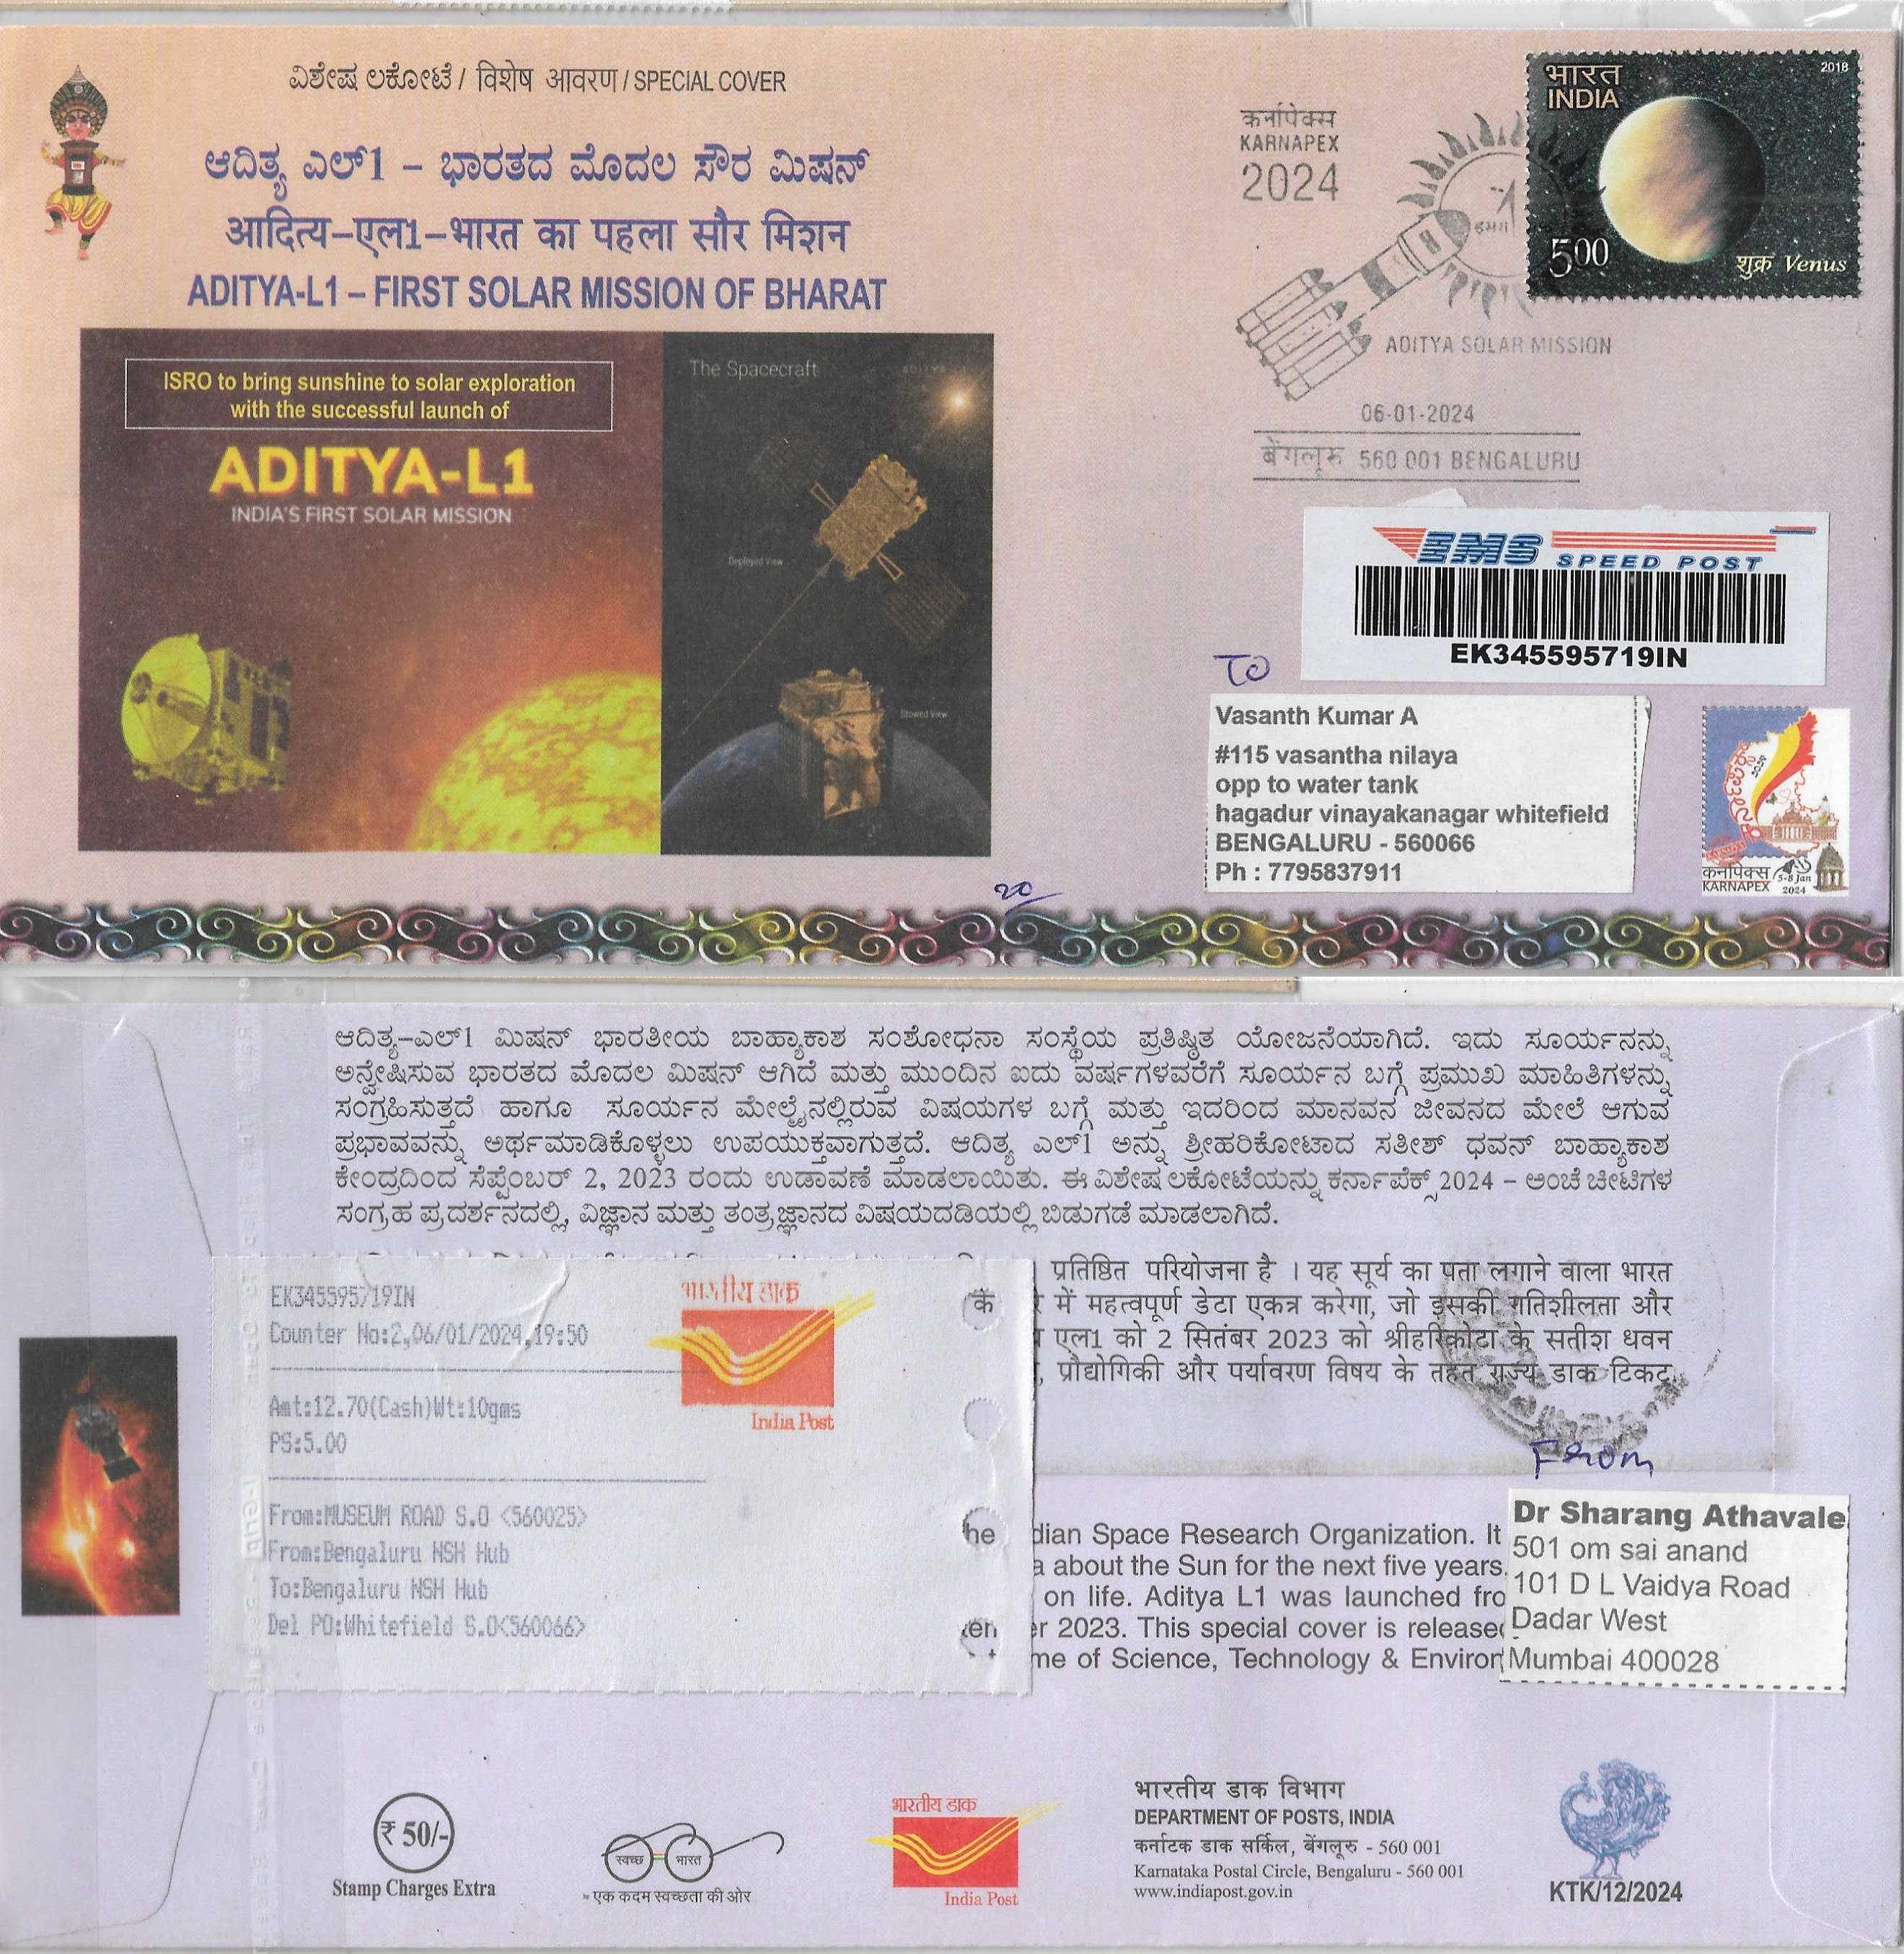 ವಿಶೇಷ ಲಕೋಟೆ / विशेष आवरण / SPECIAL COVER
ಆದಿತ್ಯ ಎಲ್1 – ಭಾರತದ ಮೊದಲ ಸೌರ ಮಿಷನ್
आदित्य–एल1–भारत का पहला सौर मिशन
ADITYA-L1 – FIRST SOLAR MISSION OF BHARAT
ISRO to bring sunshine to solar exploration
with the successful launch of
ADITYA-L1
INDIA'S FIRST SOLAR MISSION
The Spacecraft
Deployed View
Stowed View
20
कर्नापेक्स
KARNAPEX
2024
ADITYA SOLAR MISSION
06-01-2024
बेंगलूरु 560 001 BENGALURU
भारत
INDIA
2018
500
शुक्र Venus
EMS SPEED POST
EK345595719IN
TO
Vasanth Kumar A
#115 vasantha nilaya
opp to water tank
hagadur vinayakanagar whitefield
BENGALURU - 560066
Ph : 7795837911
कर्नापेक्स
KARNAPEX
5-8 Jan
2024
ಆದಿತ್ಯ–ಎಲ್1 ಮಿಷನ್ ಭಾರತೀಯ ಬಾಹ್ಯಾಕಾಶ ಸಂಶೋಧನಾ ಸಂಸ್ಥೆಯ ಪ್ರತಿಷ್ಠಿತ ಯೋಜನೆಯಾಗಿದೆ. ಇದು ಸೂರ್ಯನನ್ನು
ಅನ್ವೇಷಿಸುವ ಭಾರತದ ಮೊದಲ ಮಿಷನ್ ಆಗಿದೆ ಮತ್ತು ಮುಂದಿನ ಐದು ವರ್ಷಗಳವರೆಗೆ ಸೂರ್ಯನ ಬಗ್ಗೆ ಪ್ರಮುಖ ಮಾಹಿತಿಗಳನ್ನು
ಸಂಗ್ರಹಿಸುತ್ತದೆ ಹಾಗೂ ಸೂರ್ಯನ ಮೇಲ್ಮೈನಲ್ಲಿರುವ ವಿಷಯಗಳ ಬಗ್ಗೆ ಮತ್ತು ಇದರಿಂದ ಮಾನವನ ಜೀವನದ ಮೇಲೆ ಆಗುವ
ಪ್ರಭಾವವನ್ನು ಅರ್ಥಮಾಡಿಕೊಳ್ಳಲು ಉಪಯುಕ್ತವಾಗುತ್ತದೆ. ಆದಿತ್ಯ ಎಲ್1 ಅನ್ನು ಶ್ರೀಹರಿಕೋಟಾದ ಸತೀಶ್ ಧವನ್ ಬಾಹ್ಯಾಕಾಶ
ಕೇಂದ್ರದಿಂದ ಸೆಪ್ಟೆಂಬರ್ 2, 2023 ರಂದು ಉಡಾವಣೆ ಮಾಡಲಾಯಿತು. ಈ ವಿಶೇಷ ಲಕೋಟೆಯನ್ನು ಕರ್ನಾಪೆಕ್ಸ್ 2024 – ಅಂಚೆ ಚೀಟಿಗಳ
ಸಂಗ್ರಹ ಪ್ರದರ್ಶನದಲ್ಲಿ, ವಿಜ್ಞಾನ ಮತ್ತು ತಂತ್ರಜ್ಞಾನದ ವಿಷಯದಡಿಯಲ್ಲಿ ಬಿಡುಗಡೆ ಮಾಡಲಾಗಿದೆ.
प्रतिष्ठित परियोजना है । यह सूर्य का पता लगाने वाला भारत
के में महत्वपूर्ण डेटा एकत्र करेगा, जो इसकी गतिशीलता और
एल1 को 2 सितंबर 2023 को श्रीहरिकोटा के सतीश धवन
, प्रौद्योगिकी और पर्यावरण विषय के तहत राज्य डाक टिकट
EK345595719IN
Counter No:2,06/01/2024,19:50
Amt:12.70(Cash)Wt:10gms
PS:5.00
From:MUSEUM ROAD S.O <560025>
From:Bengaluru NSH Hub
To:Bengaluru NSH Hub
Del PO:Whitefield S.O<560066>
भारतीय डाक
India Post
From
Dr Sharang Athavale
501 om sai anand
101 D L Vaidya Road
Dadar West
Mumbai 400028
he dian Space Research Organization. It
a about the Sun for the next five years.
on life. Aditya L1 was launched fro
er 2023. This special cover is release
me of Science, Technology & Environ
₹ 50/-
Stamp Charges Extra
स्वच्छ भारत
एक कदम स्वच्छता की ओर
भारतीय डाक
India Post
भारतीय डाक विभाग
DEPARTMENT OF POSTS, INDIA
कर्नाटक डाक सर्किल, बेंगलूरु - 560 001
Karnataka Postal Circle, Bengaluru - 560 001
www.indiapost.gov.in
KTK/12/2024